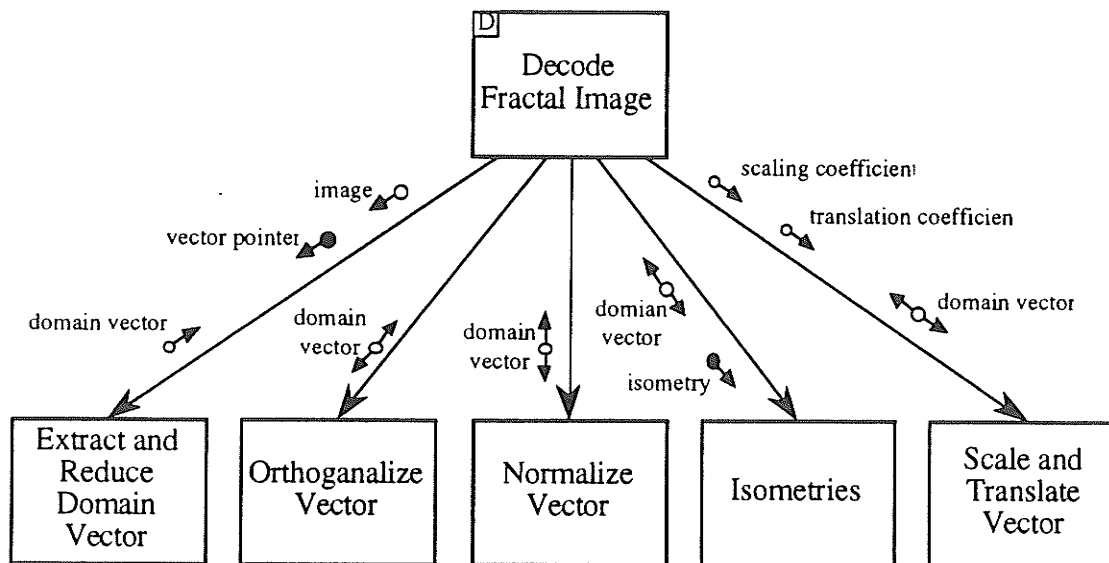 D
Decode
Fractal Image
image
vector pointer
domain vector
domain
vector
domain
vector
domian
vector
isometry
scaling coefficien
translation coefficien
domain vector
Extract and
Reduce
Domain
Vector
Orthoganalize
Vector
Normalize
Vector
Isometries
Scale and
Translate
Vector